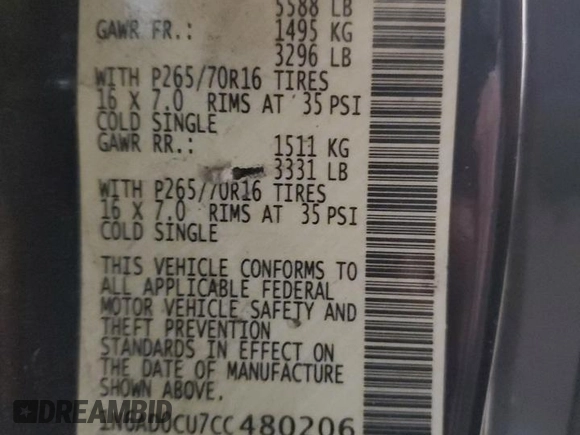 5588 LB
GAWR FR.: 1495 KG
3296 LB
WITH P265/70R16 TIRES
16 X 7.0 RIMS AT 35 PSI
COLD SINGLE
GAWR RR.: 1511 KG
3331 LB
WITH P265/70R16 TIRES
16 X 7.0 RIMS AT 35 PSI
COLD SINGLE
THIS VEHICLE CONFORMS TO
ALL APPLICABLE FEDERAL
MOTOR VEHICLE SAFETY AND
THEFT PREVENTION
STANDARDS IN EFFECT ON
THE DATE OF MANUFACTURE
SHOWN ABOVE.
1N6AD0CU7CC480206
DREAMBID